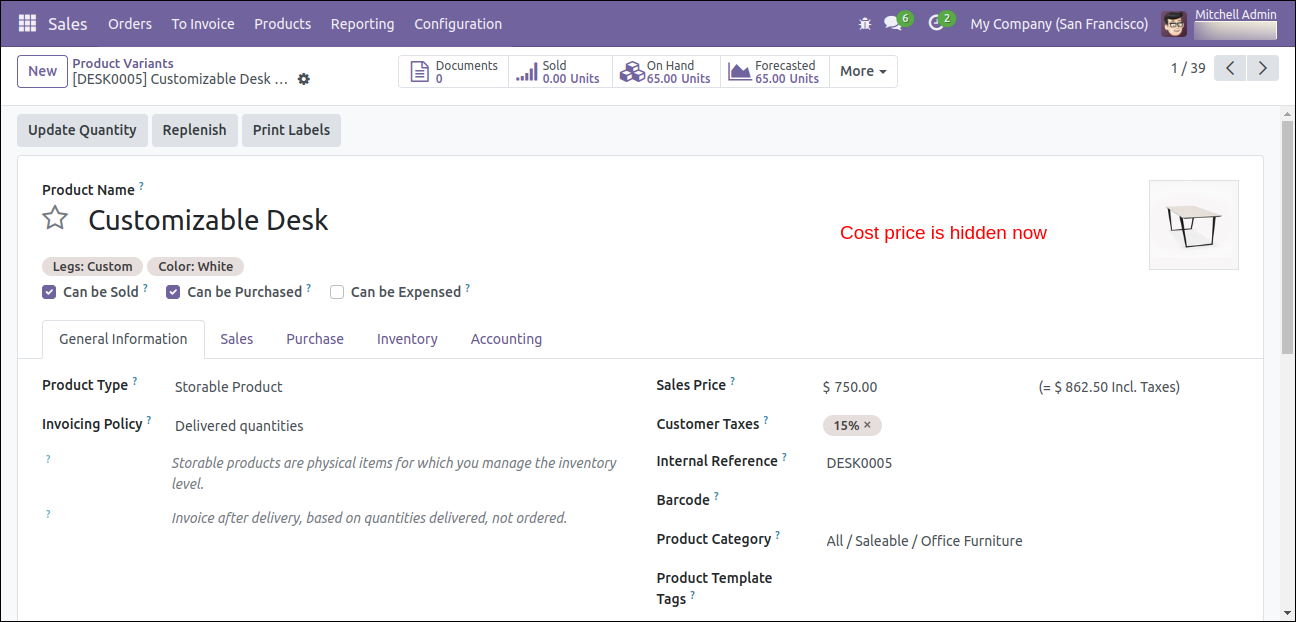 Sales Orders To Invoice Products Reporting Configuration 6 2 My Company (San Francisco) Mitchell Admin
New Product Variants
[DESK0005] Customizable Desk ...
Documents 0
Sold 0.00 Units
On Hand 65.00 Units
Forecasted 65.00 Units
More
1 / 39
Update Quantity Replenish Print Labels
Product Name ?
Customizable Desk
Cost price is hidden now
Legs: Custom Color: White
Can be Sold ? Can be Purchased ? Can be Expensed ?
General Information Sales Purchase Inventory Accounting
Product Type ? Storable Product
Invoicing Policy ? Delivered quantities
? Storable products are physical items for which you manage the inventory
level.
? Invoice after delivery, based on quantities delivered, not ordered.
Sales Price ? $ 750.00 (= $ 862.50 Incl. Taxes)
Customer Taxes ? 15% ×
Internal Reference ? DESK0005
Barcode ?
Product Category ? All / Saleable / Office Furniture
Product Template
Tags ?